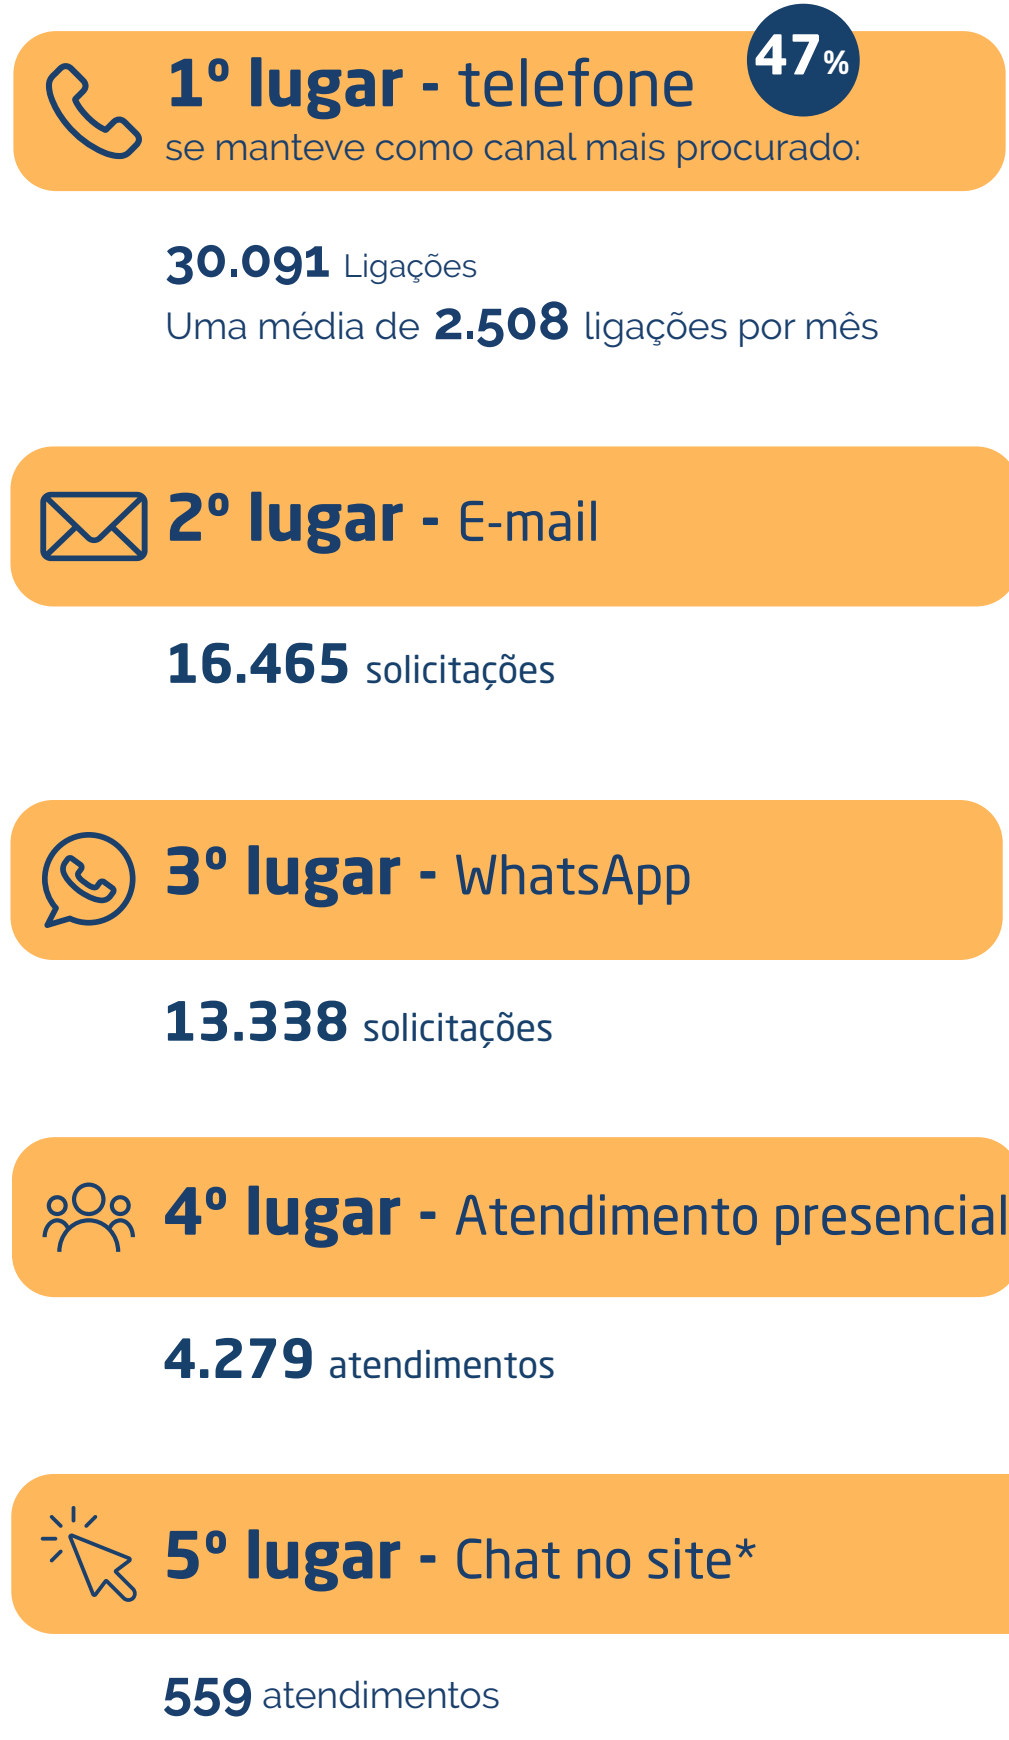 1º lugar - telefone 47%
se manteve como canal mais procurado:
30.091 Ligações
Uma média de 2.508 ligações por mês
2º lugar - E-mail
16.465 solicitações
3º lugar - WhatsApp
13.338 solicitações
4º lugar - Atendimento presencial
4.279 atendimentos
5º lugar - Chat no site*
559 atendimentos